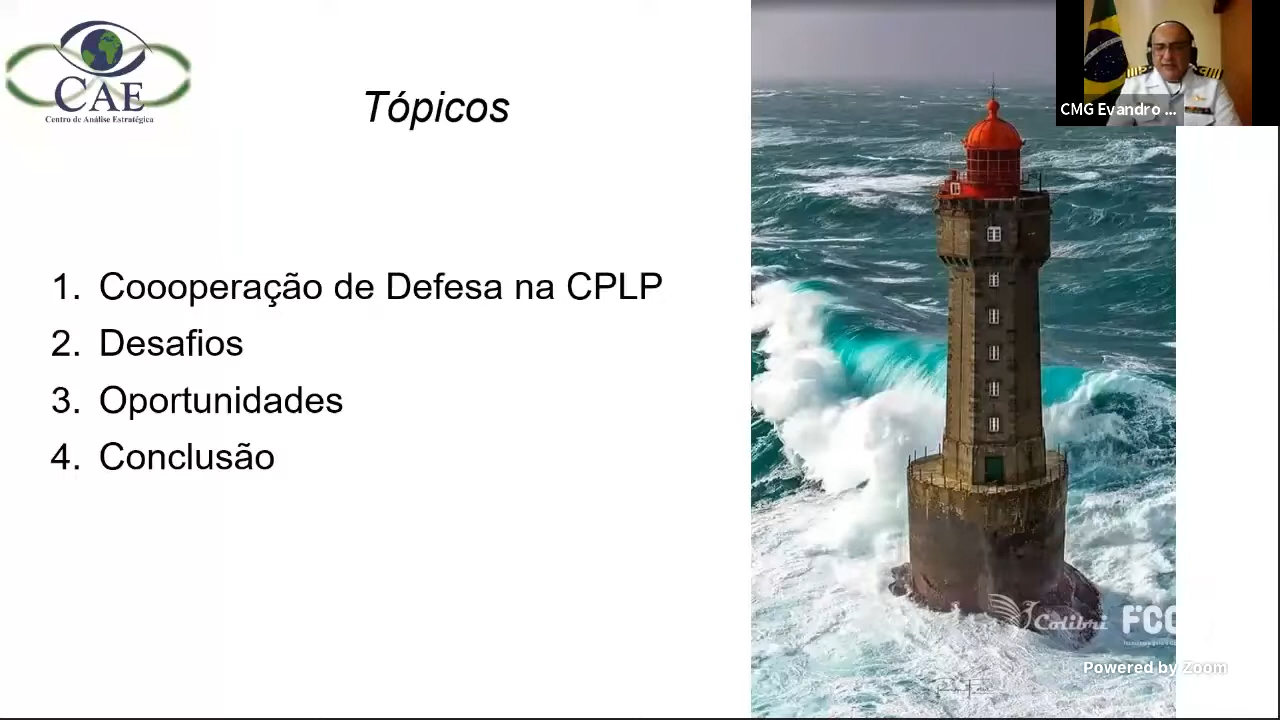 CAE
Centro de Análise Estratégica
Tópicos
CMG Evandro ...
1. Coooperação de Defesa na CPLP
2. Desafios
3. Oportunidades
4. Conclusão
Colibri FCC
Powered by Zoom